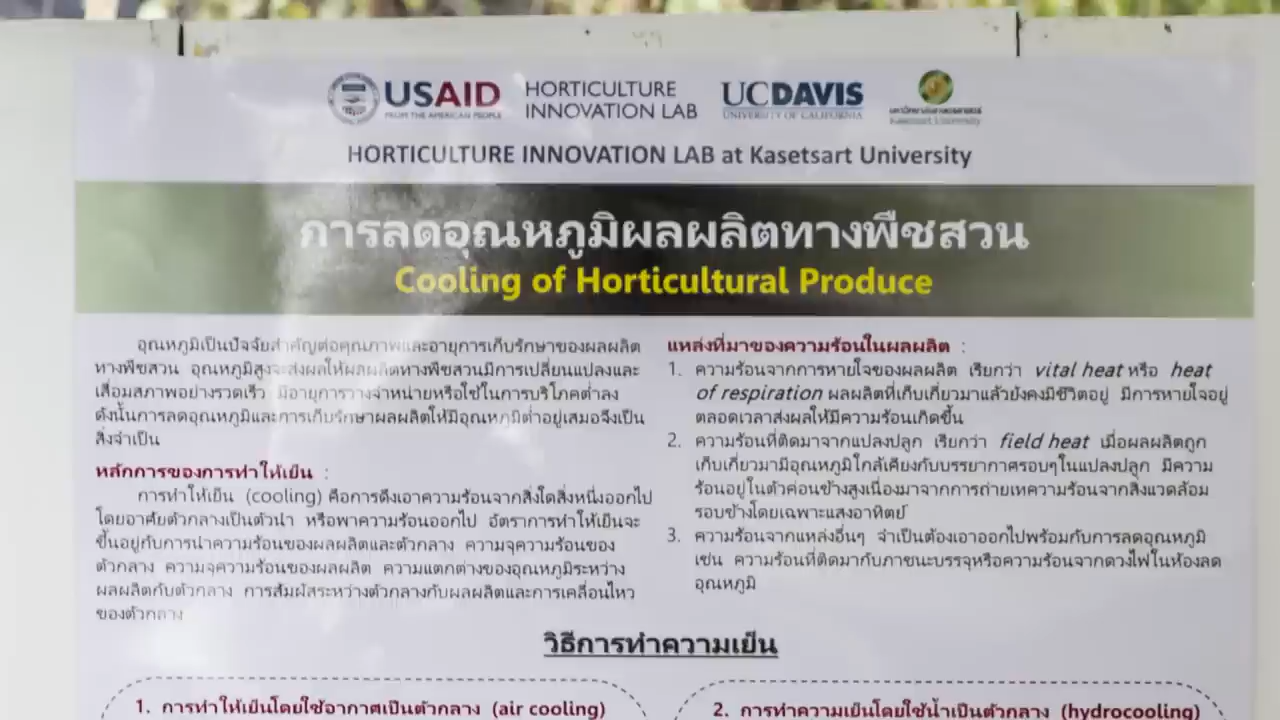 USAID
FROM THE AMERICAN PEOPLE
HORTICULTURE
INNOVATION LAB
UCDAVIS
UNIVERSITY OF CALIFORNIA
มหาวิทยาลัยเกษตรศาสตร์
Kasetsart University
HORTICULTURE INNOVATION LAB at Kasetsart University
การลดอุณหภูมิผลผลิตทางพืชสวน
Cooling of Horticultural Produce
อุณหภูมิเป็นปัจจัยสำคัญต่อคุณภาพและอายุการเก็บรักษาของผลผลิต
ทางพืชสวน อุณหภูมิสูงจะส่งผลให้ผลผลิตทางพืชสวนมีการเปลี่ยนแปลงและ
เสื่อมสภาพอย่างรวดเร็ว มีอายุการวางจำหน่ายหรือใช้ในการบริโภคต่ำลง
ดังนั้นการลดอุณหภูมิและการเก็บรักษาผลผลิตให้มีอุณหภูมิต่ำอยู่เสมอจึงเป็น
สิ่งจำเป็น
หลักการของการทำให้เย็น :
การทำให้เย็น (cooling) คือการดึงเอาความร้อนจากสิ่งใดสิ่งหนึ่งออกไป
โดยอาศัยตัวกลางเป็นตัวนำ หรือพาความร้อนออกไป อัตราการทำให้เย็นจะ
ขึ้นอยู่กับการนำความร้อนของผลผลิตและตัวกลาง ความจุความร้อนของ
ตัวกลาง ความจุความร้อนของผลผลิต ความแตกต่างของอุณหภูมิระหว่าง
ผลผลิตกับตัวกลาง การสัมผัสระหว่างตัวกลางกับผลผลิตและการเคลื่อนไหว
ของตัวกลาง
แหล่งที่มาของความร้อนในผลผลิต :
1. ความร้อนจากการหายใจของผลผลิต เรียกว่า vital heat หรือ heat
of respiration ผลผลิตที่เก็บเกี่ยวมาแล้วยังคงมีชีวิตอยู่ มีการหายใจอยู่
ตลอดเวลาส่งผลให้มีความร้อนเกิดขึ้น
2. ความร้อนที่ติดมาจากแปลงปลูก เรียกว่า field heat เมื่อผลผลิตถูก
เก็บเกี่ยวมามีอุณหภูมิใกล้เคียงกับบรรยากาศรอบๆในแปลงปลูก มีความ
ร้อนอยู่ในตัวค่อนข้างสูงเนื่องมาจากการถ่ายเทความร้อนจากสิ่งแวดล้อม
รอบข้างโดยเฉพาะแสงอาทิตย์
3. ความร้อนจากแหล่งอื่นๆ จำเป็นต้องเอาออกไปพร้อมกับการลดอุณหภูมิ
เช่น ความร้อนที่ติดมากับภาชนะบรรจุหรือความร้อนจากดวงไฟในห้องลด
อุณหภูมิ
วิธีการทำความเย็น
1. การทำให้เย็นโดยใช้อากาศเป็นตัวกลาง (air cooling)
2. การทำความเย็นโดยใช้น้ำเป็นตัวกลาง (hydrocooling)